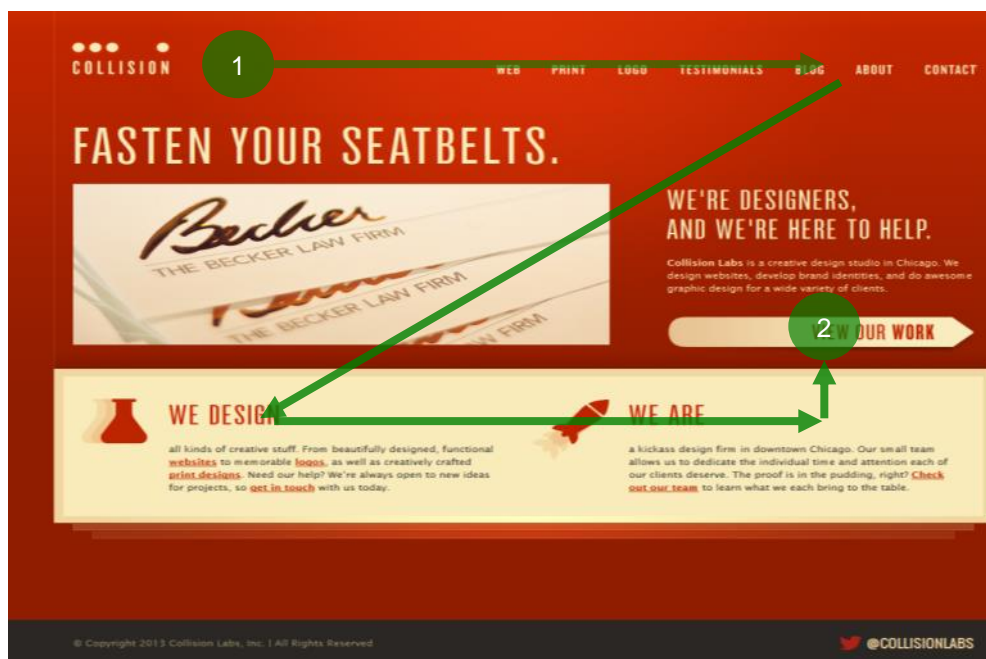 COLLISION
1
WEB PRINT LOGO TESTIMONIALS BLOG ABOUT CONTACT
FASTEN YOUR SEATBELTS.
Becker
THE BECKER LAW FIRM
THE BECKER LAW FIRM
LAW FIRM
WE'RE DESIGNERS,
AND WE'RE HERE TO HELP.
Collision Labs is a creative design studio in Chicago. We
design websites, develop brand identities, and do awesome
graphic design for a wide variety of clients.
2
VIEW OUR WORK
WE DESIGN
all kinds of creative stuff. From beautifully designed, functional
websites to memorable logos, as well as creatively crafted
print designs. Need our help? We're always open to new ideas
for projects, so get in touch with us today.
WE ARE
a kickass design firm in downtown Chicago. Our small team
allows us to dedicate the individual time and attention each of
our clients deserve. The proof is in the pudding, right? Check
out our team to learn what we each bring to the table.
© Copyright 2013 Collision Labs, Inc. | All Rights Reserved
@COLLISIONLABS